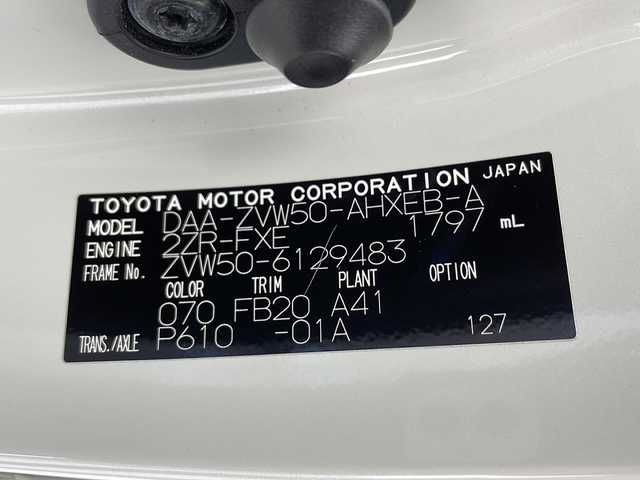 TOYOTA MOTOR CORPORATION JAPAN
MODEL DAA-ZVW50-AHXEB-A
ENGINE 2ZR-FXE 1797 mL
FRAME No. ZVW50-6129483
COLOR TRIM PLANT OPTION
070 FB20 A41
TRANS./AXLE P610 -01A 127